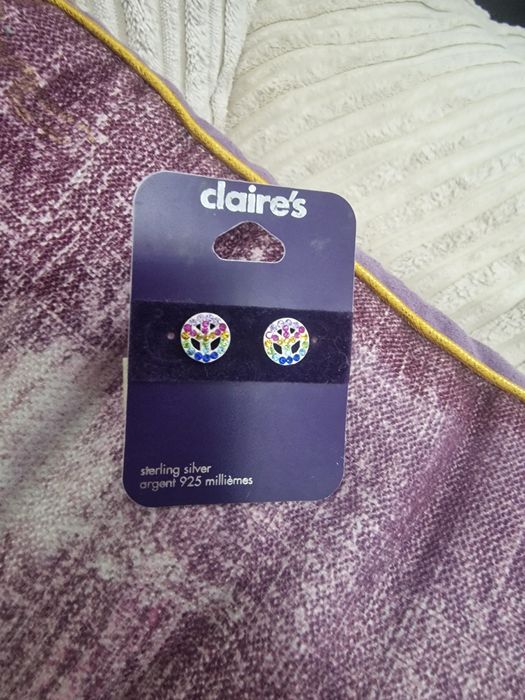 claire's
sterling silver
argent 925 millièmes